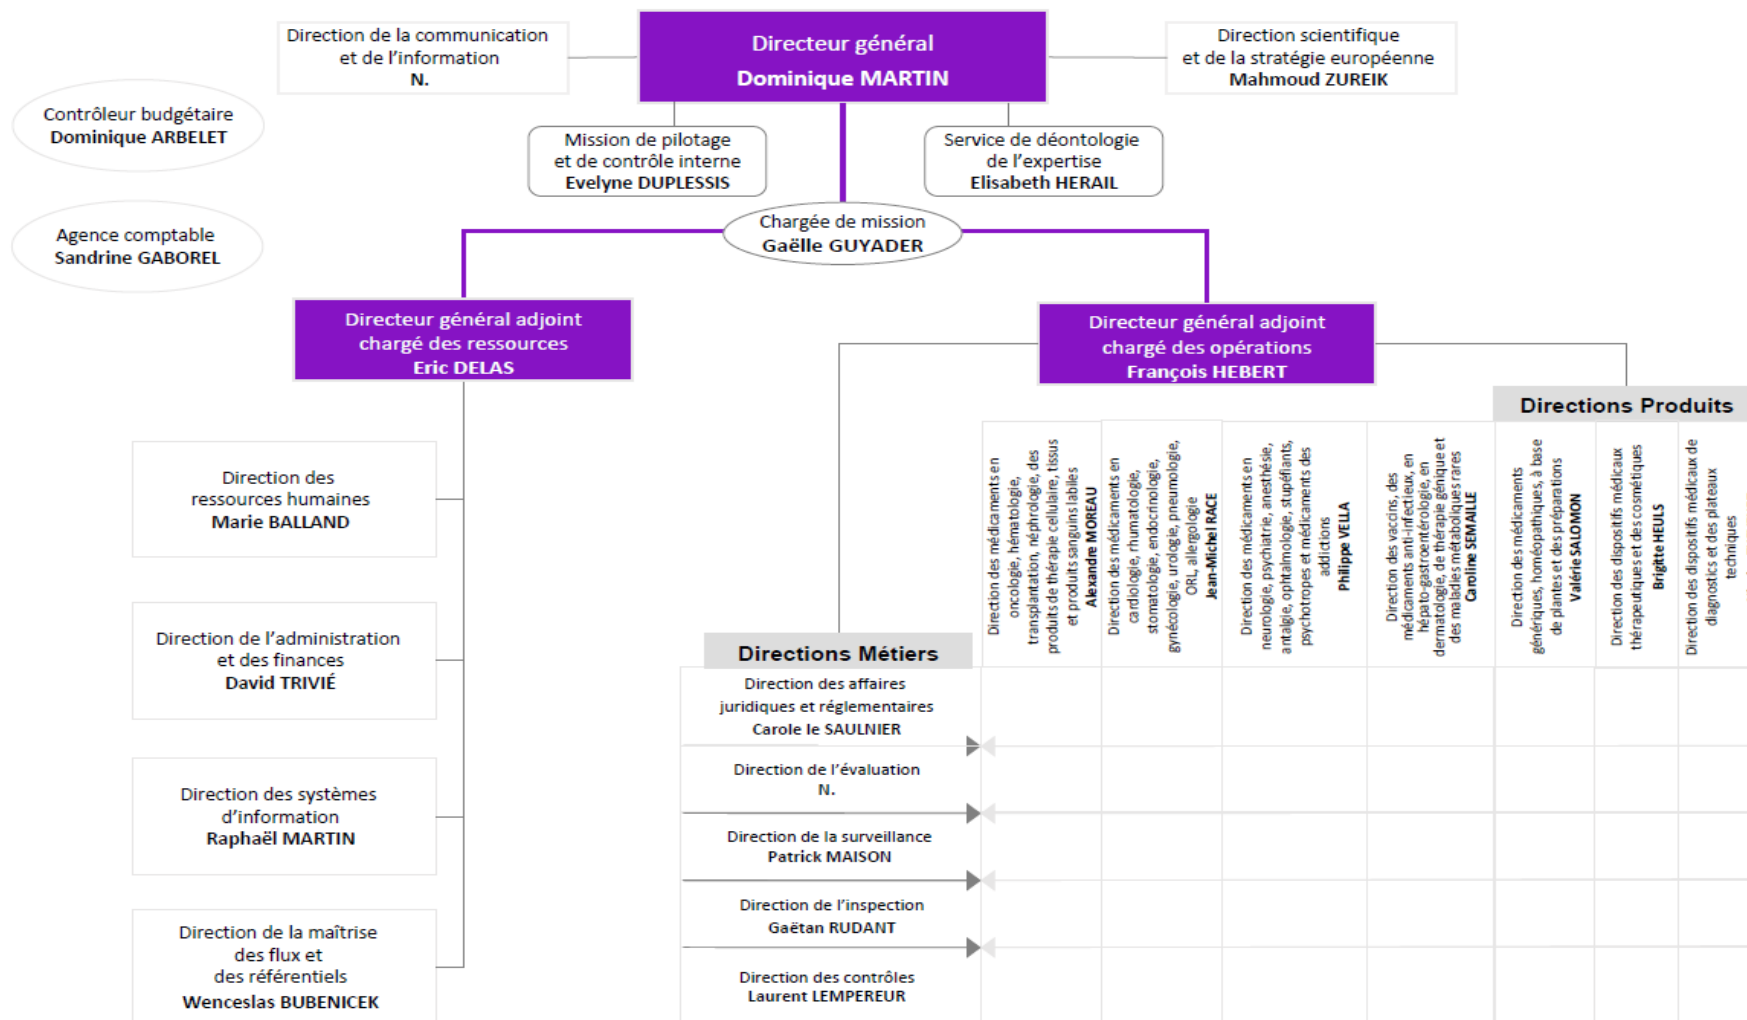 Direction de la communication
et de l'information
N.
Directeur général
Dominique MARTIN
Direction scientifique
et de la stratégie européenne
Mahmoud ZUREIK
Contrôleur budgétaire
Dominique ARBELET
Mission de pilotage
et de contrôle interne
Evelyne DUPLESSIS
Service de déontologie
de l'expertise
Elisabeth HERAIL
Agence comptable
Sandrine GABOREL
Chargée de mission
Gaëlle GUYADER
Directeur général adjoint
chargé des ressources
Eric DELAS
Directeur général adjoint
chargé des opérations
François HEBERT
Direction des
ressources humaines
Marie BALLAND
Direction de l'administration
et des finances
David TRIVIÉ
Direction des systèmes
d'information
Raphaël MARTIN
Direction de la maîtrise
des flux et
des référentiels
Wenceslas BUBENICEK
Directions Produits
Direction des médicaments en
oncologie, hématologie,
transplantation, néphrologie, des
produits de thérapie cellulaire, tissus
et produits sanguins labiles
Alexandre MOREAU
Direction des médicaments en
cardiologie, rhumatologie,
stomatologie, endocrinologie,
gynécologie, urologie, pneumologie,
ORL, allergologie
Jean-Michel RACE
Direction des médicaments en
neurologie, psychiatrie, anesthésie,
antalgie, ophtalmologie, stupéfiants,
psychotropes et médicaments des
addictions
Philippe VELLA
Direction des vaccins, des
médicaments anti-infectieux, en
hépato-gastroentérologie, en
dermatologie, de thérapie génique et
des maladies métaboliques rares
Caroline SEMAILLE
Direction des médicaments
génériques, homéopathiques, à base
de plantes et des préparations
Valérie SALOMON
Direction des dispositifs médicaux
thérapeutiques et des cosmétiques
Brigitte HEULS
Direction des dispositifs médicaux de
diagnostics et des plateaux
techniques
Directions Métiers
Direction des affaires
juridiques et réglementaires
Carole le SAULNIER
Direction de l'évaluation
N.
Direction de la surveillance
Patrick MAISON
Direction de l'inspection
Gaëtan RUDANT
Direction des contrôles
Laurent LEMPEREUR